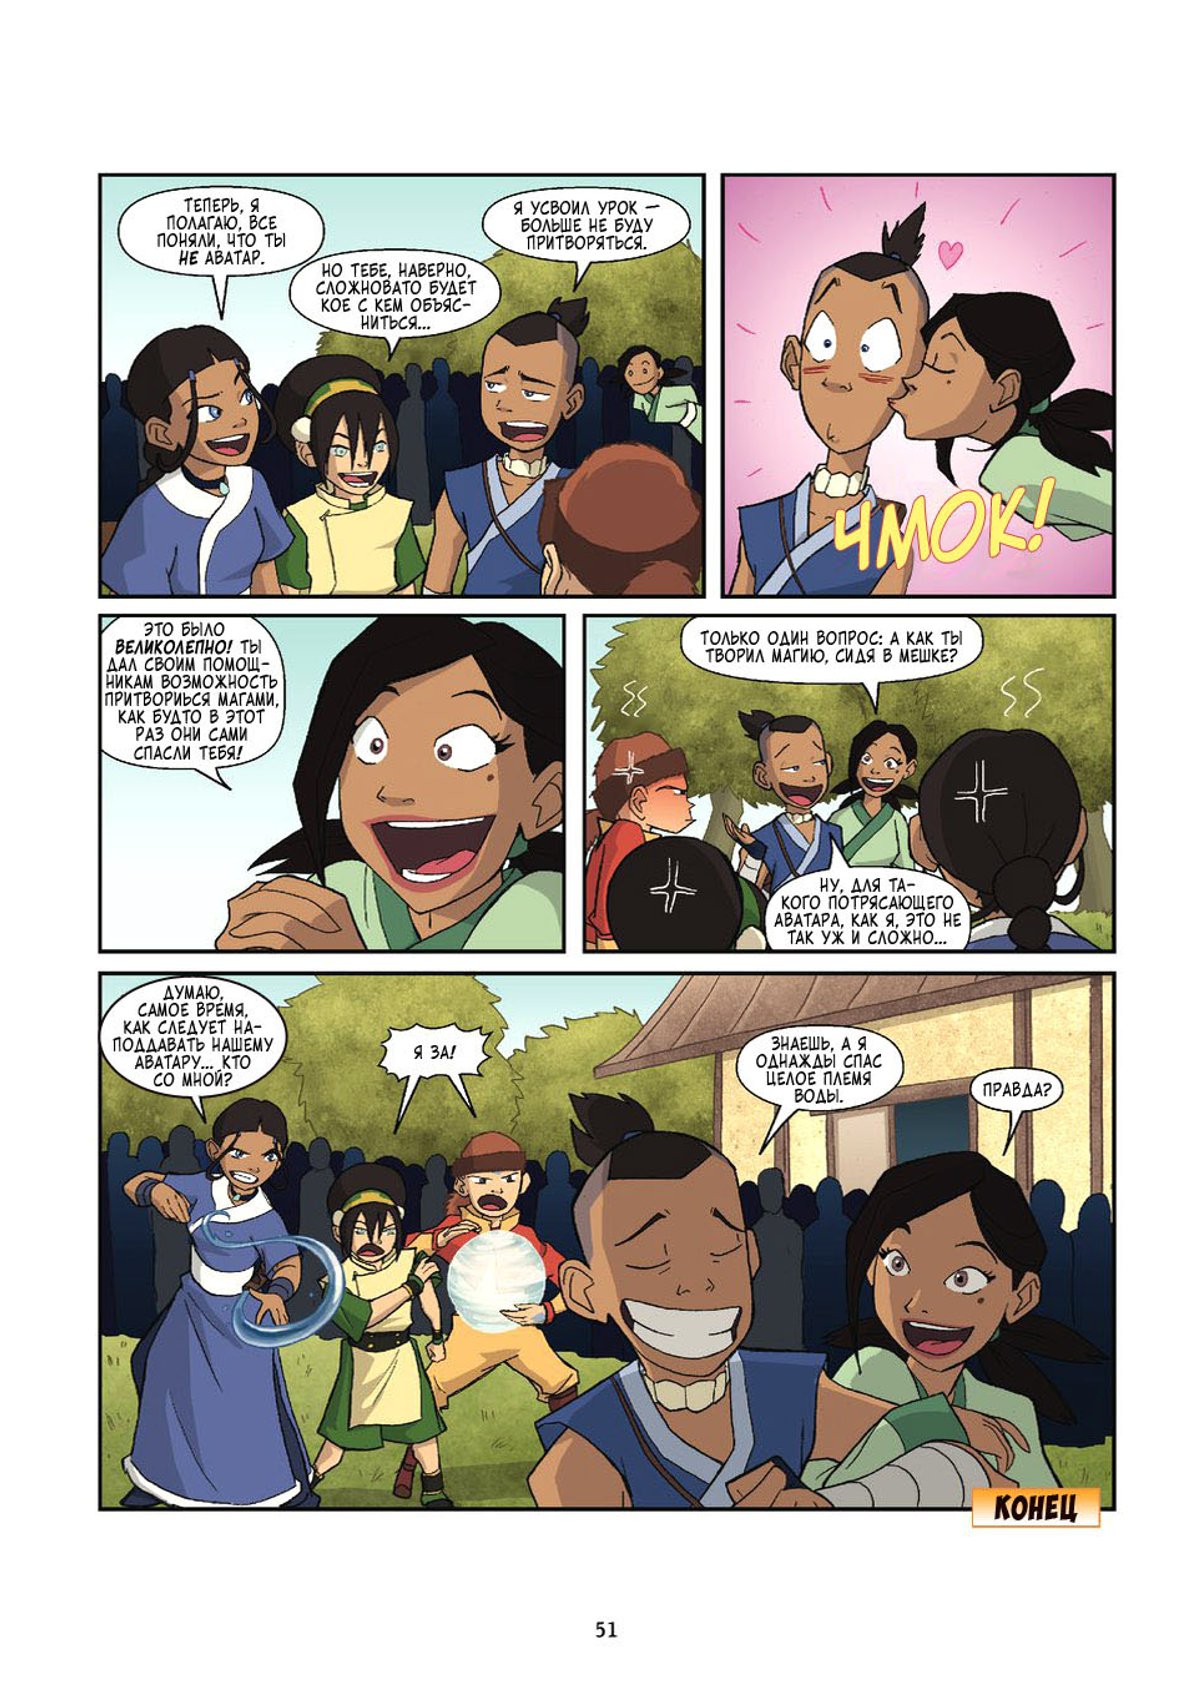 ТЕПЕРЬ, Я
ПОЛАГАЮ, ВСЕ
ПОНЯЛИ, ЧТО ТЫ
НЕ АВАТАР.
НО ТЕБЕ, НАВЕРНО,
СЛОЖНОВАТО БУДЕТ
КОЕ С КЕМ ОБЪЯС-
НИТЬСЯ...
Я УСВОИЛ УРОК —
БОЛЬШЕ НЕ БУДУ
ПРИТВОРЯТЬСЯ.
ЧМОК!
ЭТО БЫЛО
ВЕЛИКОЛЕПНО! ТЫ
ДАЛ СВОИМ ПОМОЩ-
НИКАМ ВОЗМОЖНОСТЬ
ПРИТВОРИЬСЯ МАГАМИ,
КАК БУДТО В ЭТОТ
РАЗ ОНИ САМИ
СПАСЛИ ТЕБЯ!
ТОЛЬКО ОДИН ВОПРОС: А КАК ТЫ
ТВОРИЛ МАГИЮ, СИДЯ В МЕШКЕ?
НУ, ДЛЯ ТА-
КОГО ПОТРЯСАЮЩЕГО
АВАТАРА, КАК Я, ЭТО НЕ
ТАК УЖ И СЛОЖНО...
ДУМАЮ,
САМОЕ ВРЕМЯ,
КАК СЛЕДУЕТ НА-
ПОДДАВАТЬ НАШЕМУ
АВАТАРУ... КТО
СО МНОЙ?
Я ЗА!
ЗНАЕШЬ, А Я
ОДНАЖДЫ СПАС
ЦЕЛОЕ ПЛЕМЯ
ВОДЫ.
ПРАВДА?
КОНЕЦ
51